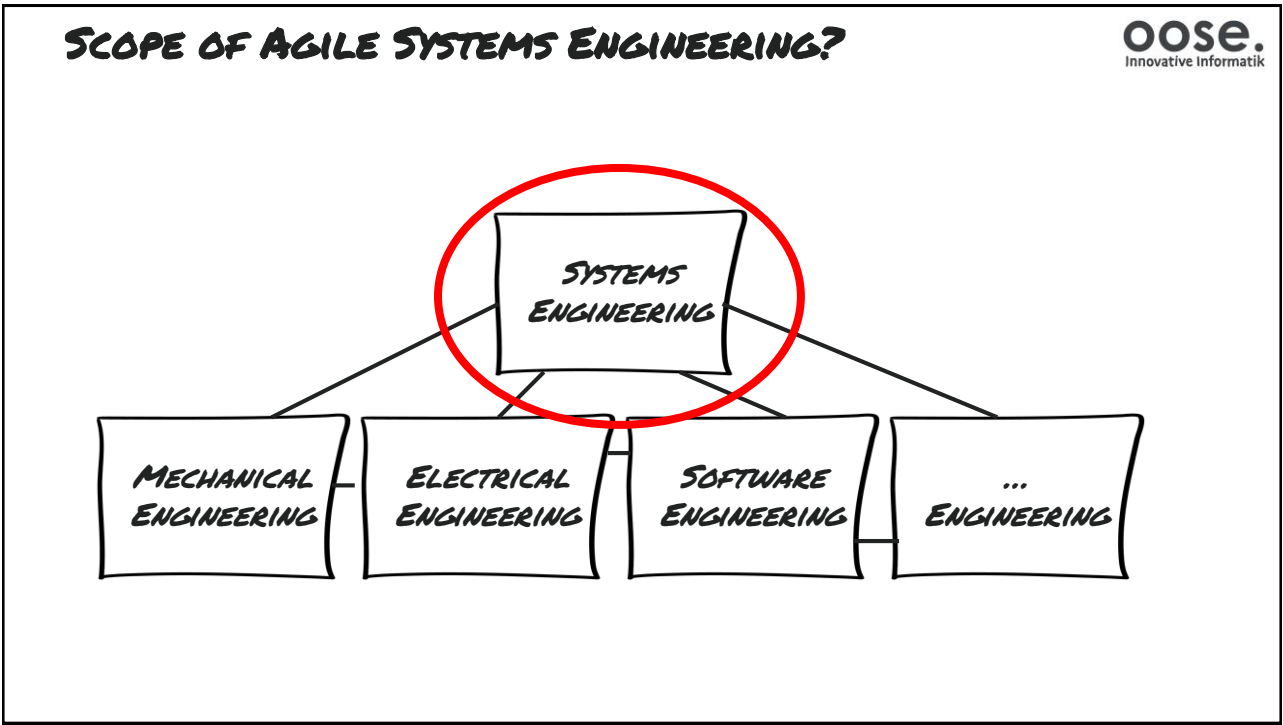 Scope of Agile Systems Engineering?
oose.
Innovative Informatik
Systems
Engineering
Mechanical
Engineering
Electrical
Engineering
Software
Engineering
...
Engineering